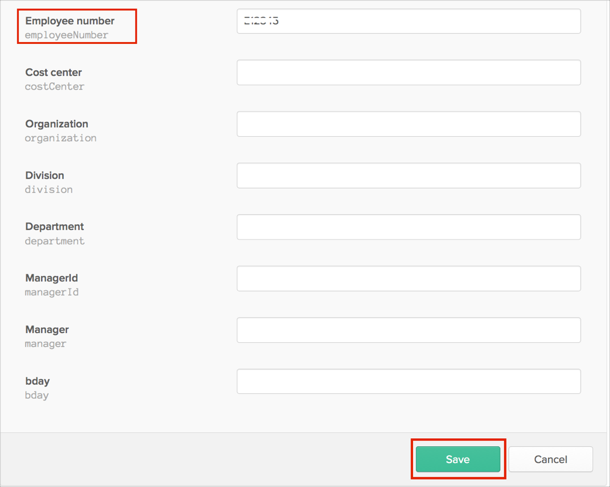 Employee number
employeeNumber
Cost center
costCenter
Organization
organization
Division
division
Department
department
ManagerId
managerId
Manager
manager
bday
bday
Save
Cancel